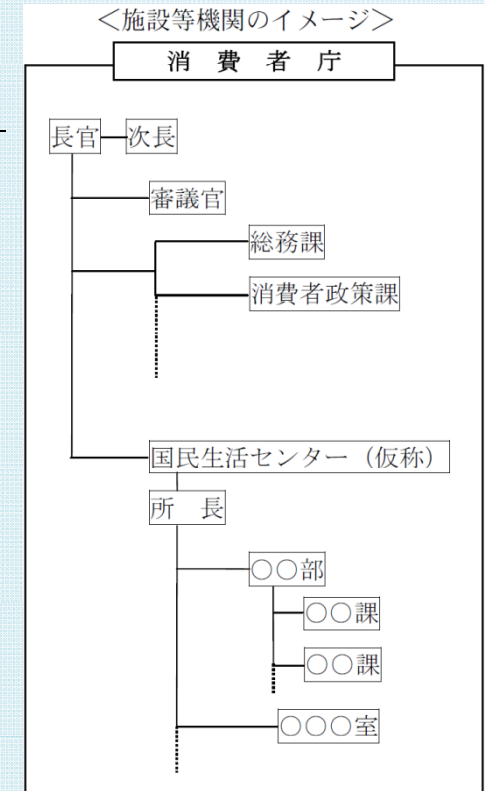 ＜施設等機関のイメージ＞
消費者庁
長官 次長
審議官
総務課
消費者政策課
国民生活センター（仮称）
所長
○○部
○○課
○○課
○○○室